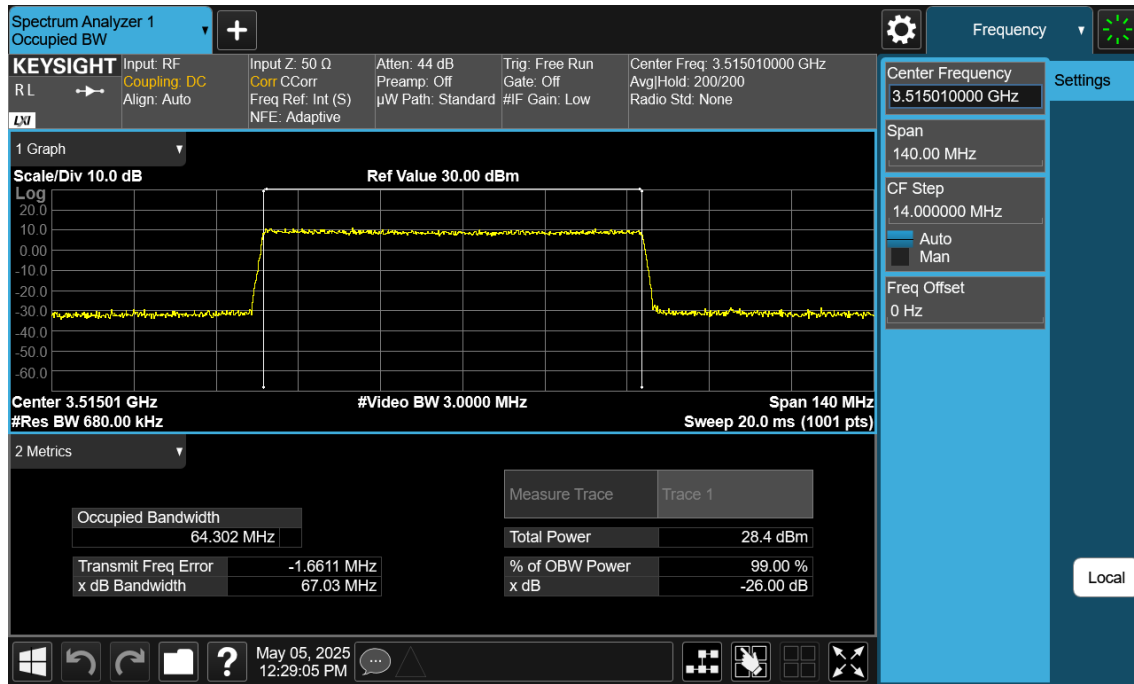 Spectrum Analyzer 1
Occupied BW
Frequency
KEYSIGHT
R L
LXI
Input: RF
Coupling: DC
Align: Auto
Input Z: 50 Ω
Corr CCorr
Freq Ref: Int (S)
NFE: Adaptive
Atten: 44 dB
Preamp: Off
µW Path: Standard
Trig: Free Run
Gate: Off
#IF Gain: Low
Center Freq: 3.515010000 GHz
Avg|Hold: 200/200
Radio Std: None
1 Graph
Scale/Div 10.0 dB
Ref Value 30.00 dBm
Log
20.0
10.0
0.00
-10.0
-20.0
-30.0
-40.0
-50.0
-60.0
Center 3.51501 GHz
#Video BW 3.0000 MHz
Span 140 MHz
#Res BW 680.00 kHz
Sweep 20.0 ms (1001 pts)
2 Metrics
Measure Trace
Trace 1
Occupied Bandwidth
64.302 MHz
Total Power
28.4 dBm
Transmit Freq Error
-1.6611 MHz
% of OBW Power
99.00 %
x dB Bandwidth
67.03 MHz
x dB
-26.00 dB
Center Frequency
3.515010000 GHz
Settings
Span
140.00 MHz
CF Step
14.000000 MHz
Auto
Man
Freq Offset
0 Hz
Local
?
May 05, 2025
12:29:05 PM